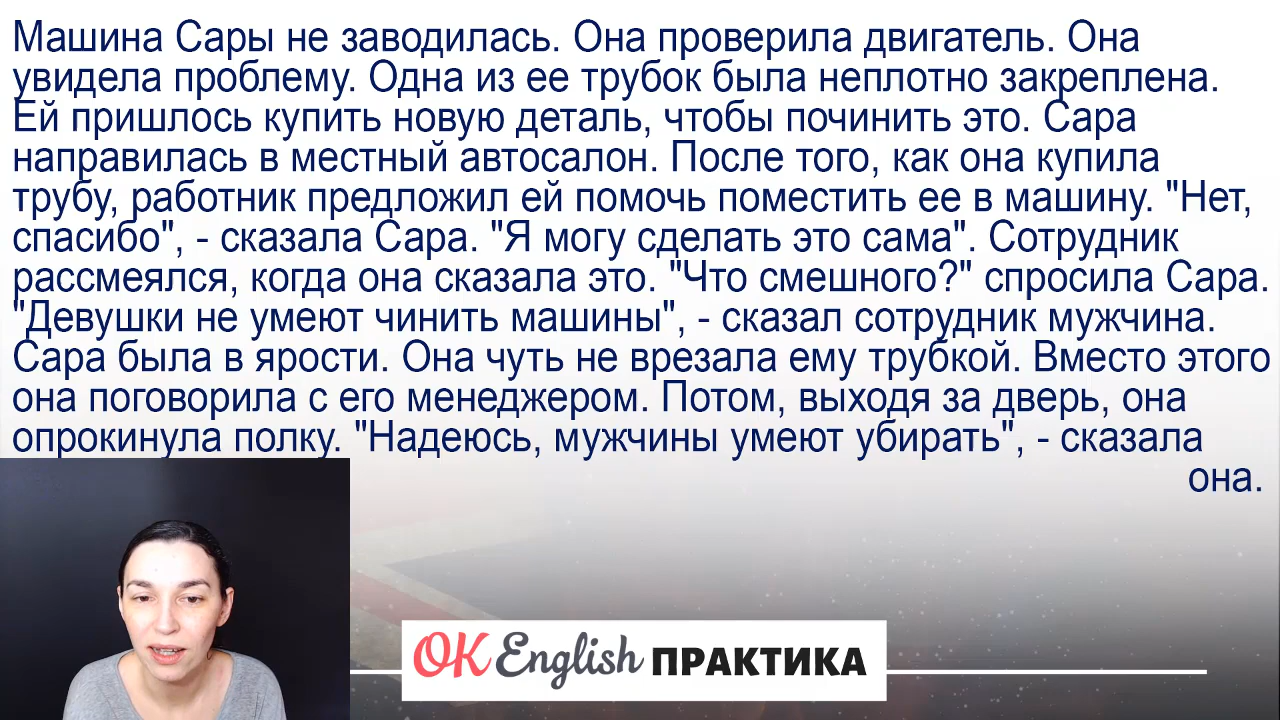 Машина Сары не заводилась. Она проверила двигатель. Она
увидела проблему. Одна из ее трубок была неплотно закреплена.
Ей пришлось купить новую деталь, чтобы починить это. Сара
направилась в местный автосалон. После того, как она купила
трубу, работник предложил ей помочь поместить ее в машину. "Нет,
спасибо", - сказала Сара. "Я могу сделать это сама". Сотрудник
рассмеялся, когда она сказала это. "Что смешного?" спросила Сара.
"Девушки не умеют чинить машины", - сказал сотрудник мужчина.
Сара была в ярости. Она чуть не врезала ему трубкой. Вместо этого
она поговорила с его менеджером. Потом, выходя за дверь, она
опрокинула полку. "Надеюсь, мужчины умеют убирать", - сказала
она.
OK English ПРАКТИКА